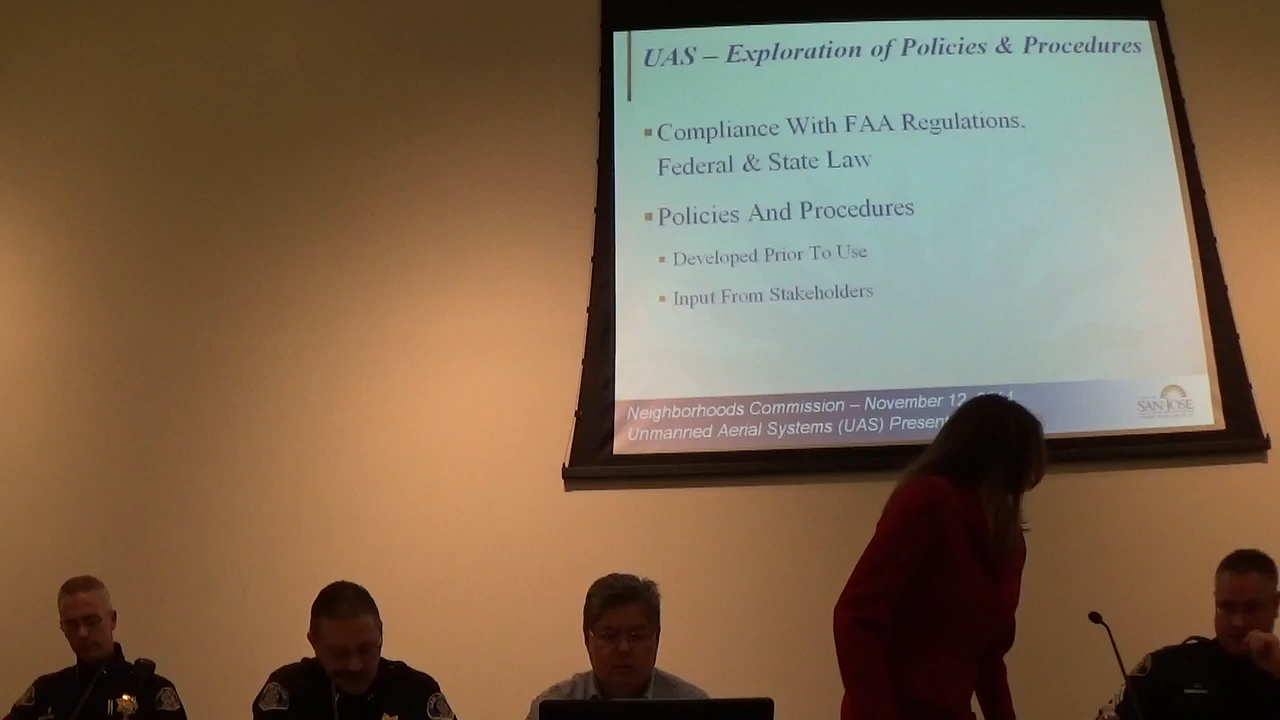 UAS – Exploration of Policies & Procedures
Compliance With FAA Regulations,
Federal & State Law
Policies And Procedures
Developed Prior To Use
Input From Stakeholders
Neighborhoods Commission – November 12,
Unmanned Aerial Systems (UAS)
SAN JOSE